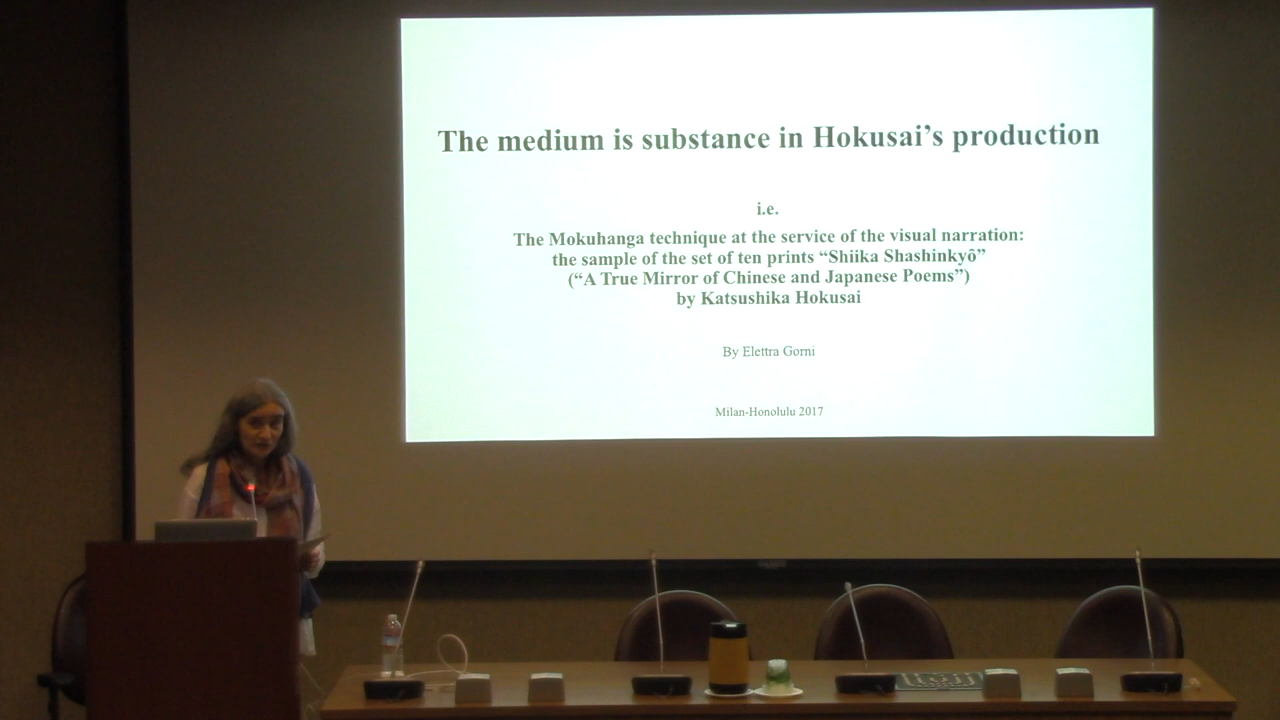 The medium is substance in Hokusai’s production
i.e.
The Mokuhanga technique at the service of the visual narration:
the sample of the set of ten prints “Shiika Shashinkyô”
(“A True Mirror of Chinese and Japanese Poems”)
by Katsushika Hokusai
By Elettra Gorni
Milan-Honolulu 2017